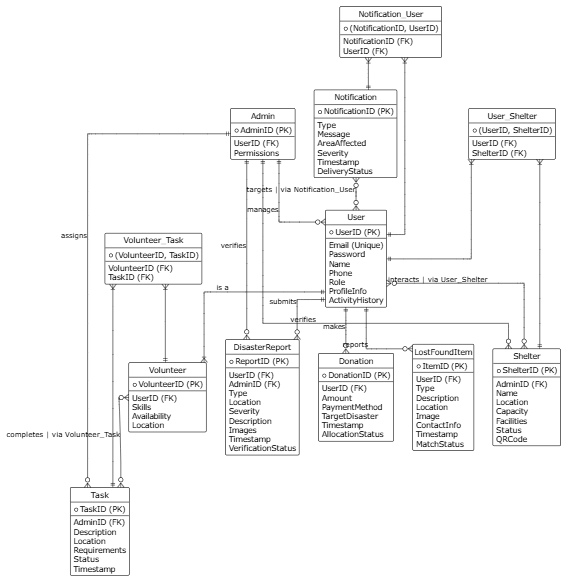 Notification_User
(NotificationID, UserID)
NotificationID (FK)
UserID (FK)
Notification
NotificationID (PK)
Type
Message
AreaAffected
Severity
Timestamp
DeliveryStatus
Admin
AdminID (PK)
UserID (FK)
Permissions
User_Shelter
(UserID, ShelterID)
UserID (FK)
ShelterID (FK)
targets | via Notification_User
manages
User
UserID (PK)
Email (Unique)
Password
Name
Phone
Role
ProfileInfo
ActivityHistory
assigns
verifies
Volunteer_Task
(VolunteerID, TaskID)
VolunteerID (FK)
TaskID (FK)
interacts | via User_Shelter
is a
submits
verifies
makes
reports
DisasterReport
ReportID (PK)
UserID (FK)
AdminID (FK)
Type
Location
Severity
Description
Images
Timestamp
VerificationStatus
Donation
DonationID (PK)
UserID (FK)
Amount
PaymentMethod
TargetDisaster
Timestamp
AllocationStatus
LostFoundItem
ItemID (PK)
UserID (FK)
Type
Description
Location
Image
ContactInfo
Timestamp
MatchStatus
Shelter
ShelterID (PK)
AdminID (FK)
Name
Location
Capacity
Facilities
Status
QRCode
Volunteer
VolunteerID (PK)
UserID (FK)
Skills
Availability
Location
completes | via Volunteer_Task
Task
TaskID (PK)
AdminID (FK)
Description
Location
Requirements
Status
Timestamp